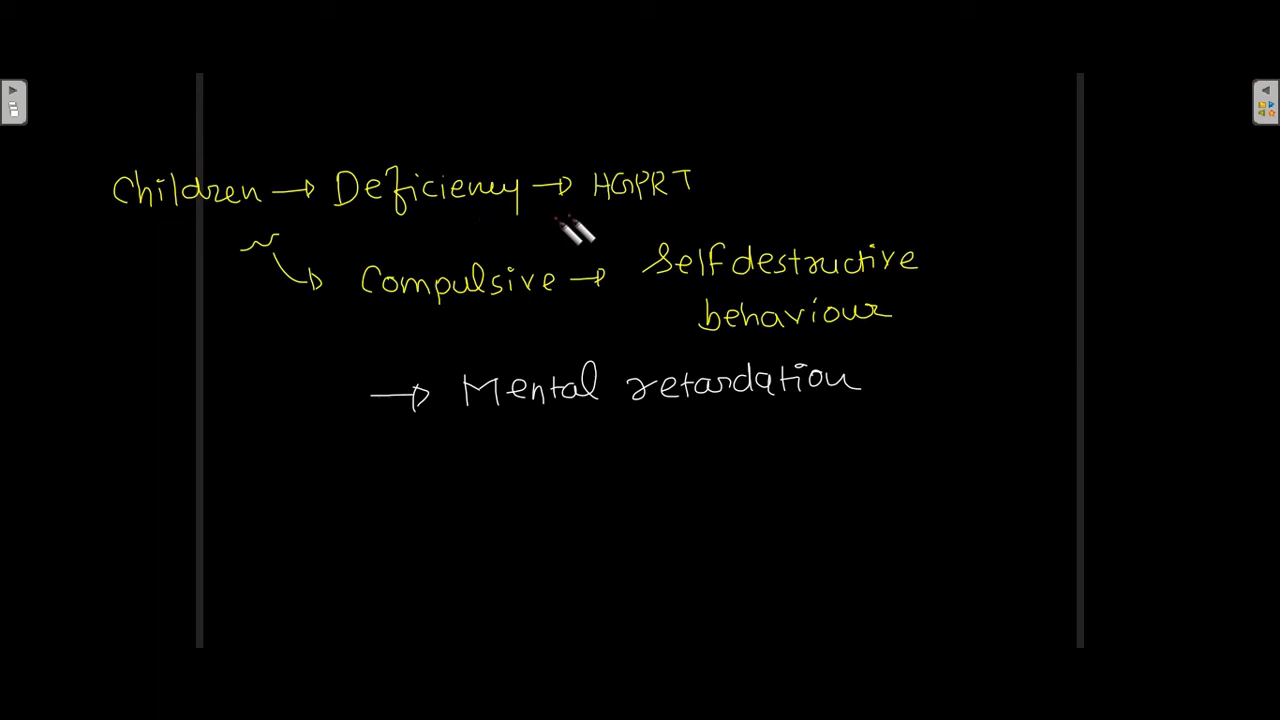 Children → Deficiency → HGPRT
Compulsive → Self destructive
behaviour
→ Mental retardation